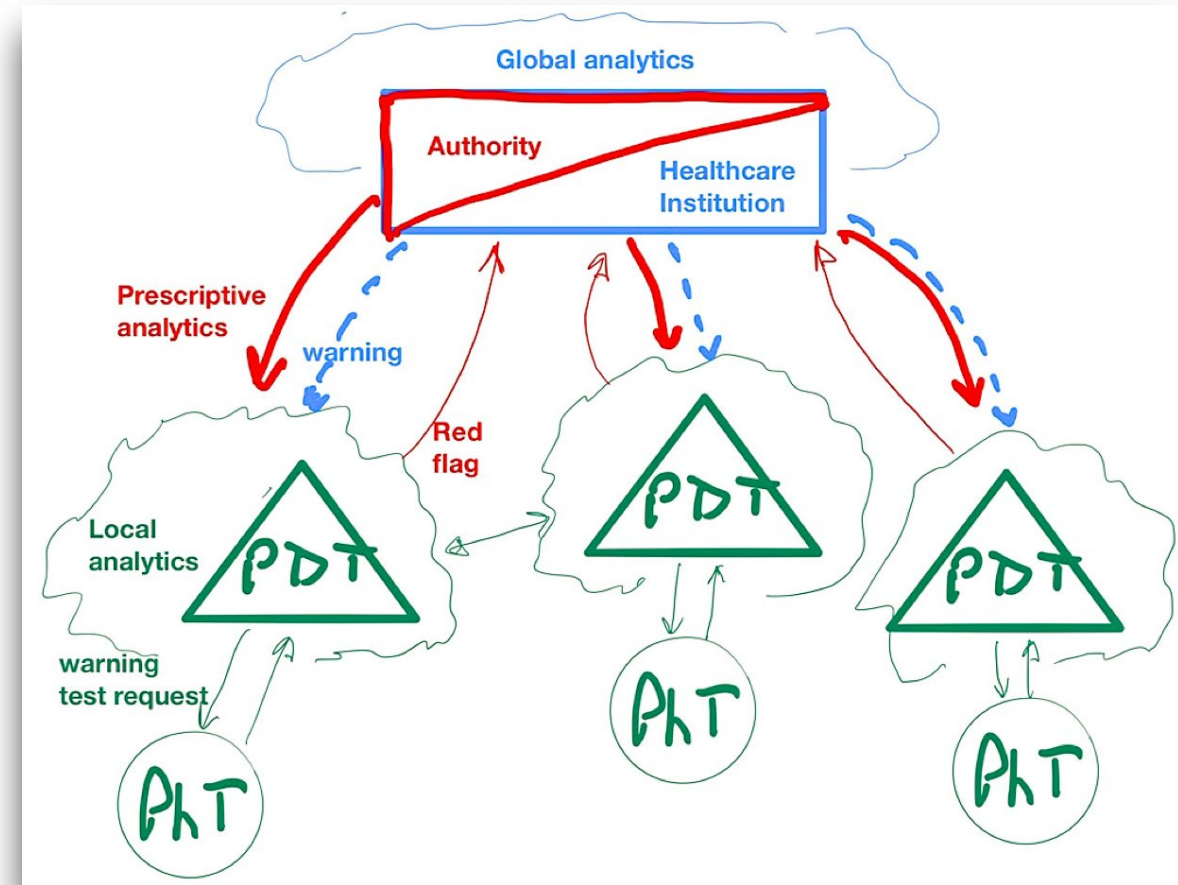 Global analytics
Authority
Healthcare
Institution
Prescriptive
analytics
warning
Red
flag
PDT
Local
analytics
PDT
PDT
warning
test request
PhT
PhT
PhT